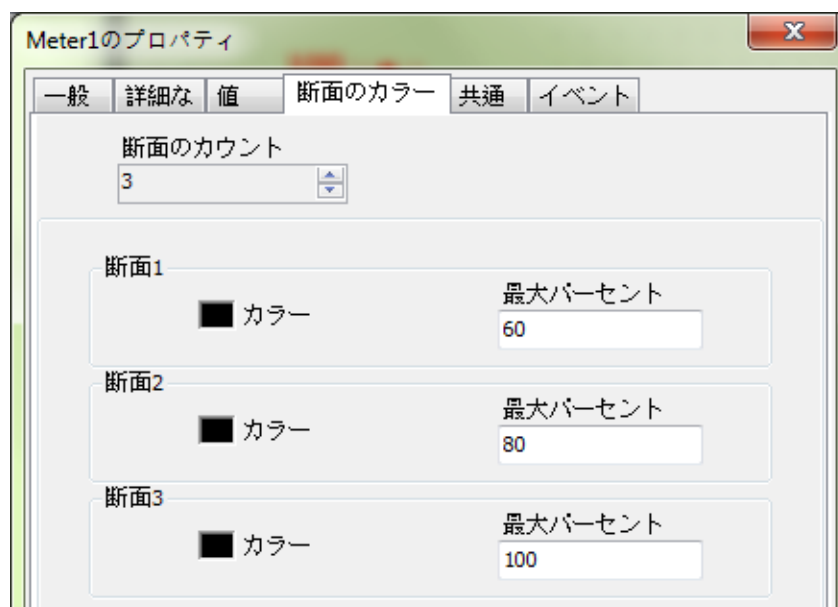 Meter1のプロパティ
一般 詳細な 値 断面のカラー 共通 イベント
断面のカウント
3
断面1
カラー
最大パーセント
60
断面2
カラー
最大パーセント
80
断面3
カラー
最大パーセント
100